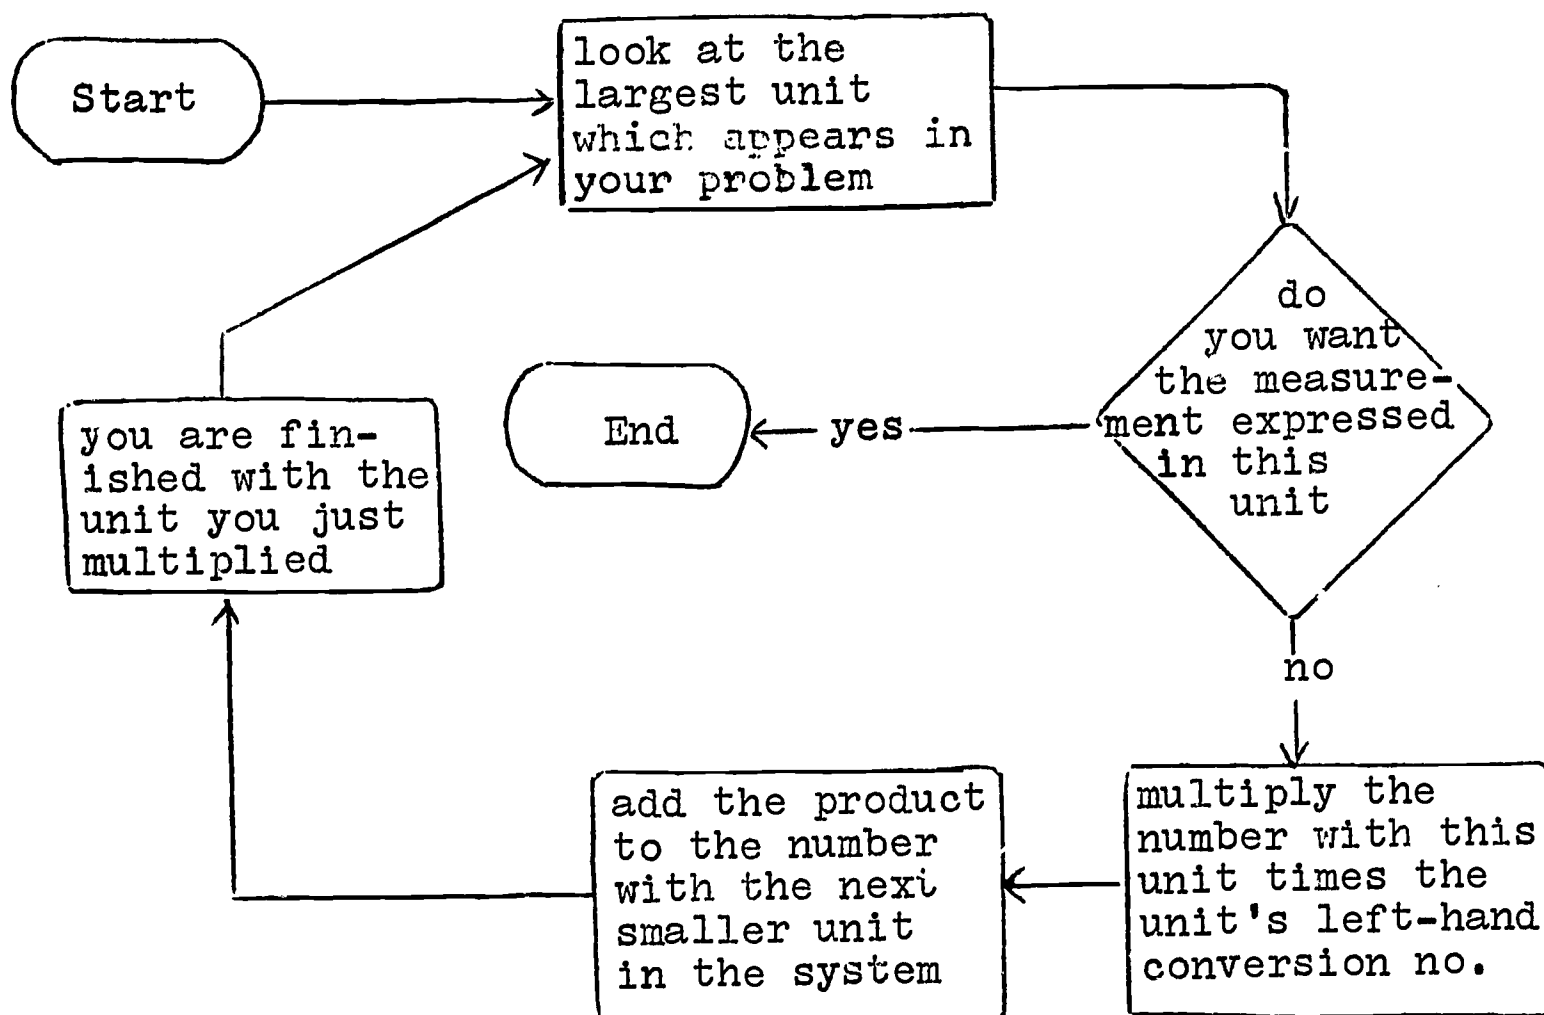 Start
look at the
largest unit
which appears in
your problem
do
you want
the measure-
ment expressed
in this
unit
yes
End
no
multiply the
number with this
unit times the
unit's left-hand
conversion no.
add the product
to the number
with the next
smaller unit
in the system
you are fin-
ished with the
unit you just
multiplied